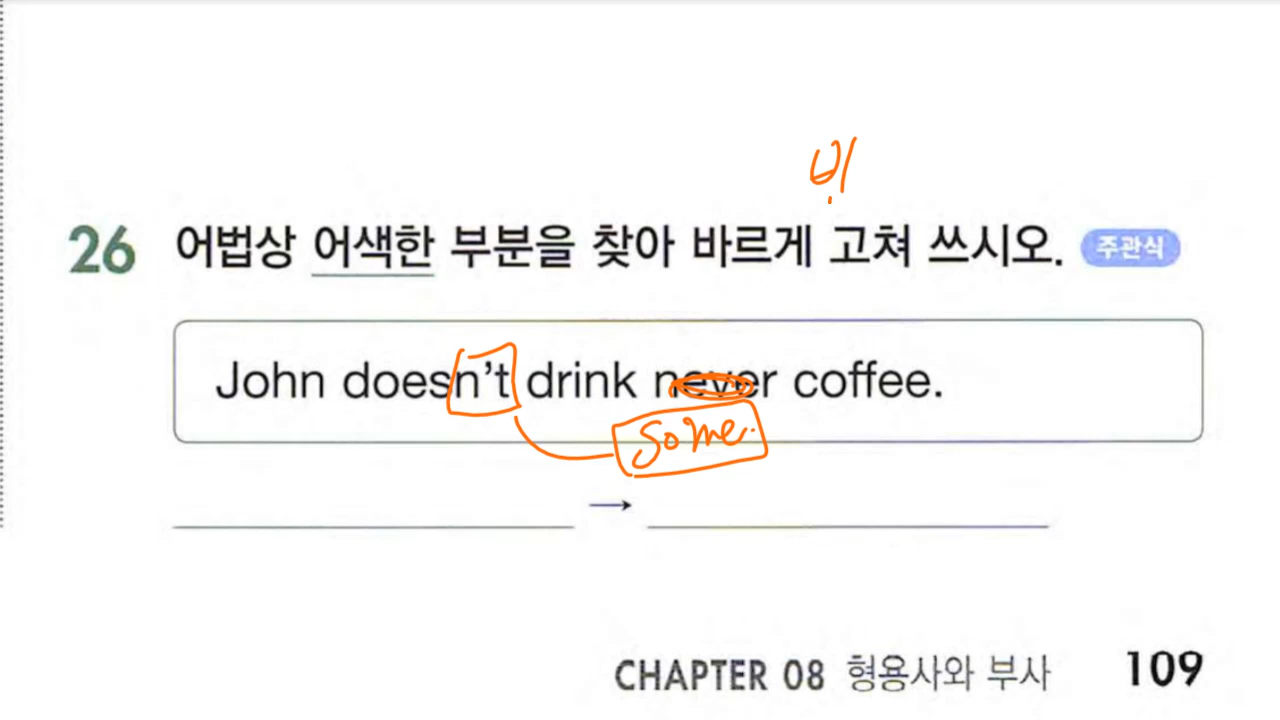 비
26 어법상 어색한 부분을 찾아 바르게 고쳐 쓰시오. 주관식
John doesn't drink never coffee.
some.
→
CHAPTER 08 형용사와 부사 109